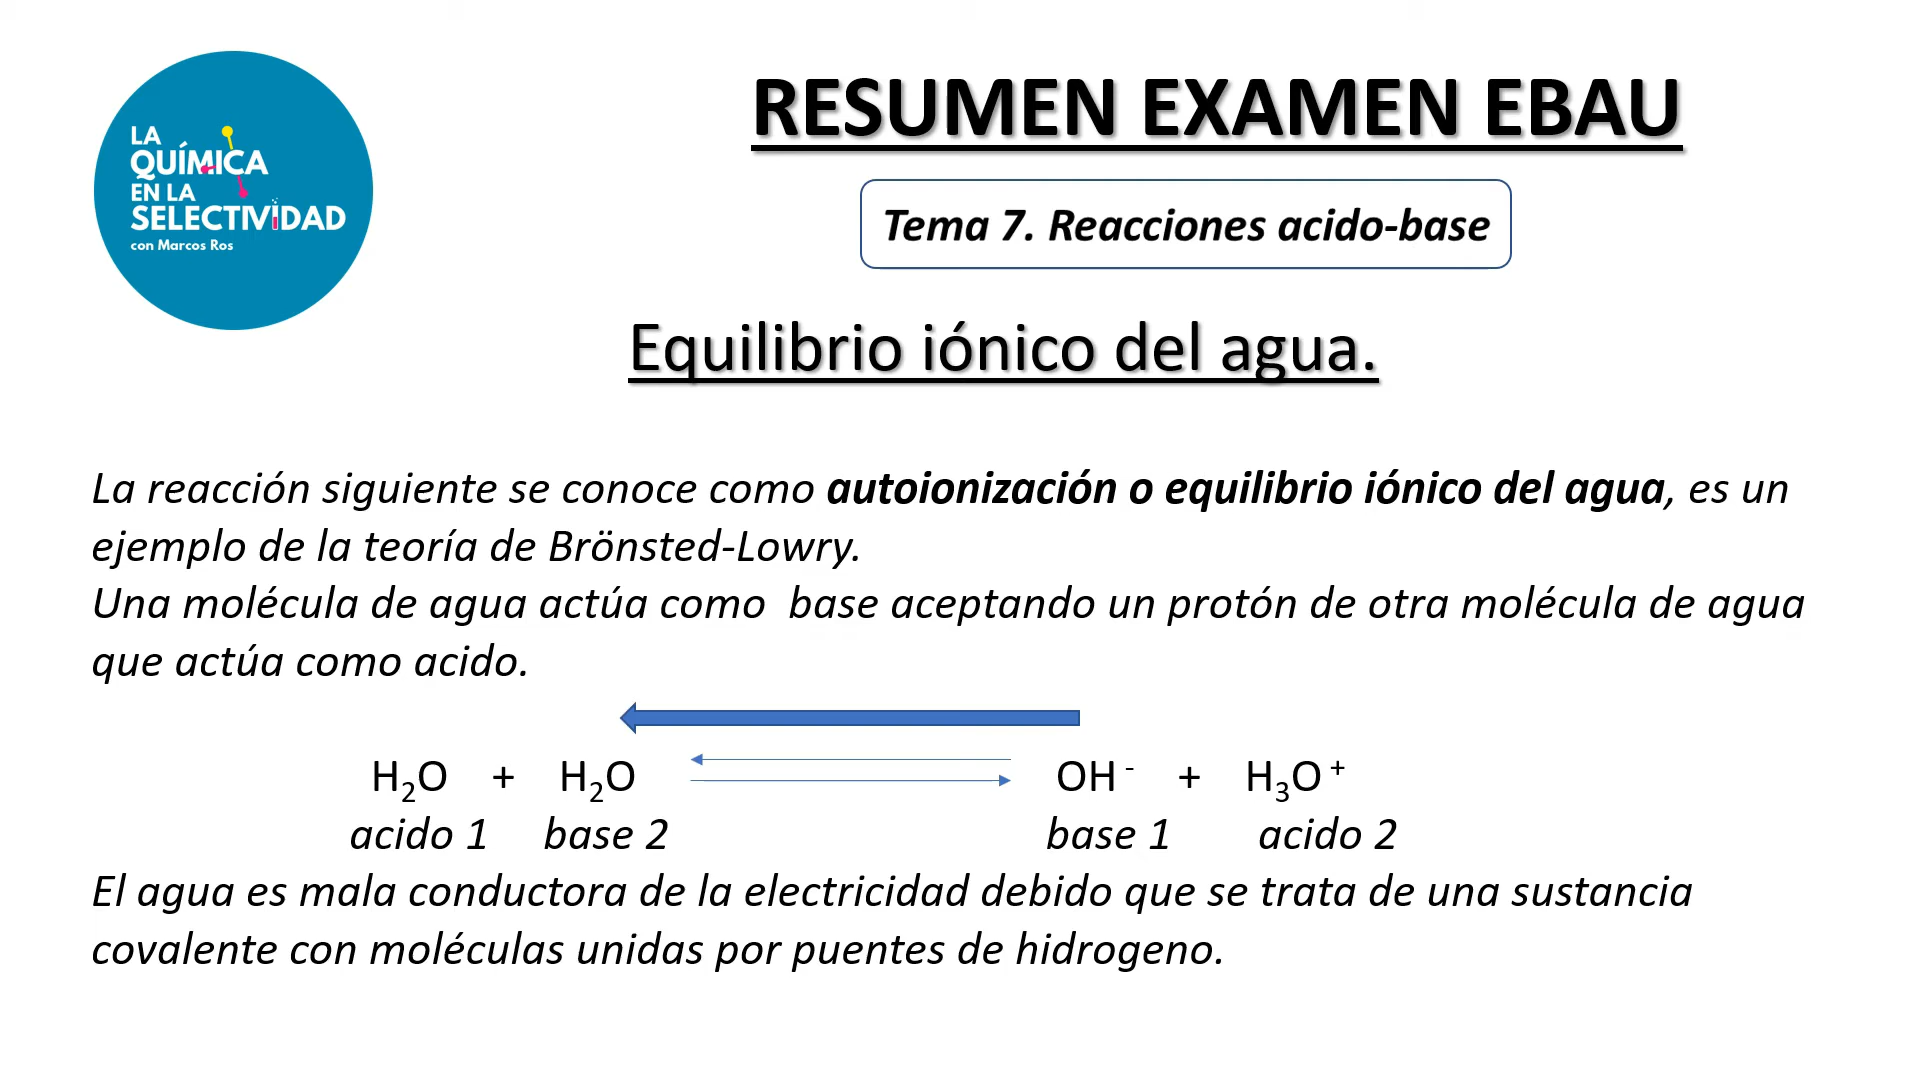 LA
QUÍMICA
EN LA
SELECTIVIDAD
con Marcos Ros
RESUMEN EXAMEN EBAU
Tema 7. Reacciones acido-base
Equilibrio iónico del agua.
La reacción siguiente se conoce como autoionización o equilibrio iónico del agua, es un
ejemplo de la teoría de Brönsted-Lowry.
Una molécula de agua actúa como  base aceptando un protón de otra molécula de agua
que actúa como acido.
H₂O + H₂O OH⁻ + H₃O⁺
acido 1 base 2 base 1 acido 2
El agua es mala conductora de la electricidad debido que se trata de una sustancia
covalente con moléculas unidas por puentes de hidrogeno.